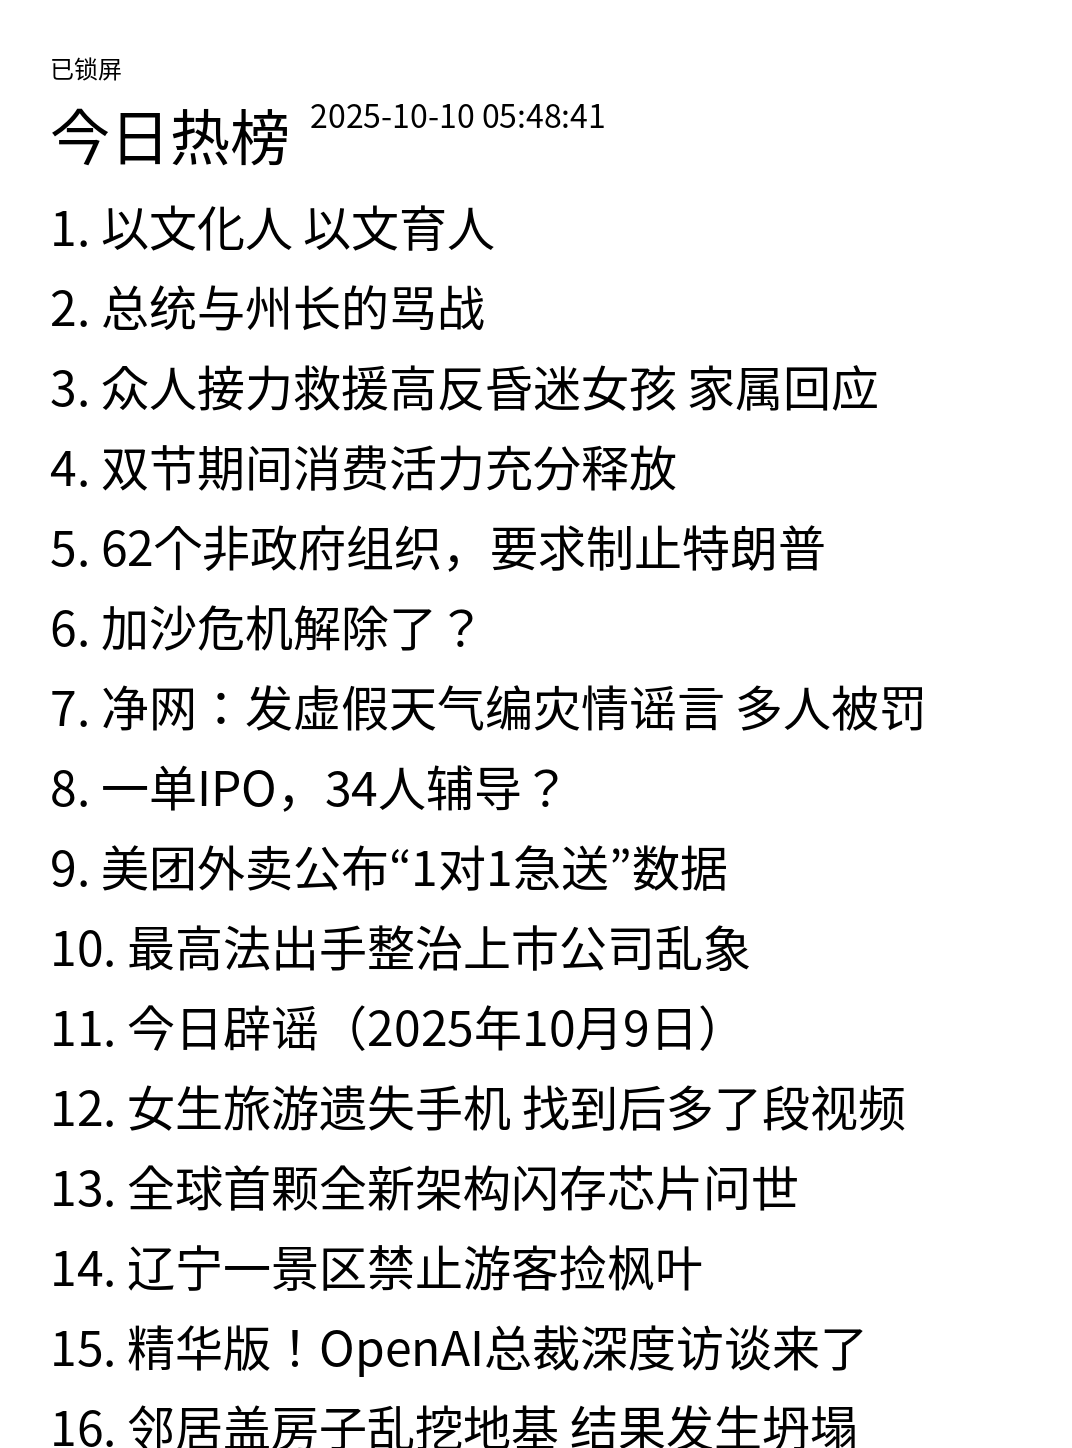 已锁屏
今日热榜 2025-10-10 05:48:41
1. 以文化人 以文育人
2. 总统与州长的骂战
3. 众人接力救援高反昏迷女孩 家属回应
4. 双节期间消费活力充分释放
5. 62个非政府组织，要求制止特朗普
6. 加沙危机解除了？
7. 净网：发虚假天气编灾情谣言 多人被罚
8. 一单IPO，34人辅导？
9. 美团外卖公布“1对1急送”数据
10. 最高法出手整治上市公司乱象
11. 今日辟谣（2025年10月9日）
12. 女生旅游遗失手机 找到后多了段视频
13. 全球首颗全新架构闪存芯片问世
14. 辽宁一景区禁止游客捡枫叶
15. 精华版！OpenAI总裁深度访谈来了
16. 邻居盖房子乱挖地基 结果发生坍塌